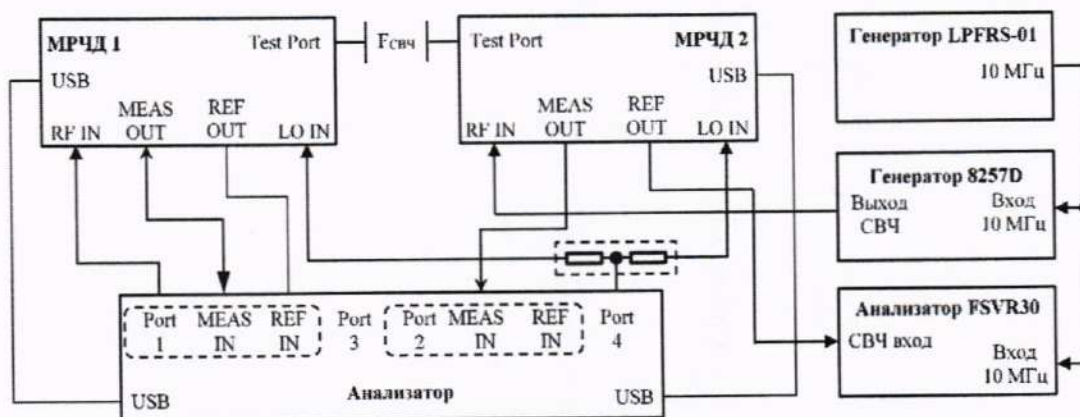 МРЧД 1
Test Port
USB
MEAS
OUT
REF
OUT
RF IN
LO IN
FСВЧ
Test Port
МРЧД 2
USB
MEAS
OUT
REF
OUT
RF IN
LO IN
Генератор LPFRS-01
10 МГц
Генератор 8257D
Выход
СВЧ
Вход
10 МГц
Анализатор FSVR30
СВЧ вход
Вход
10 МГц
Port
1
MEAS
IN
REF
IN
Port
3
Port
2
MEAS
IN
REF
IN
Port
4
Анализатор
USB
USB